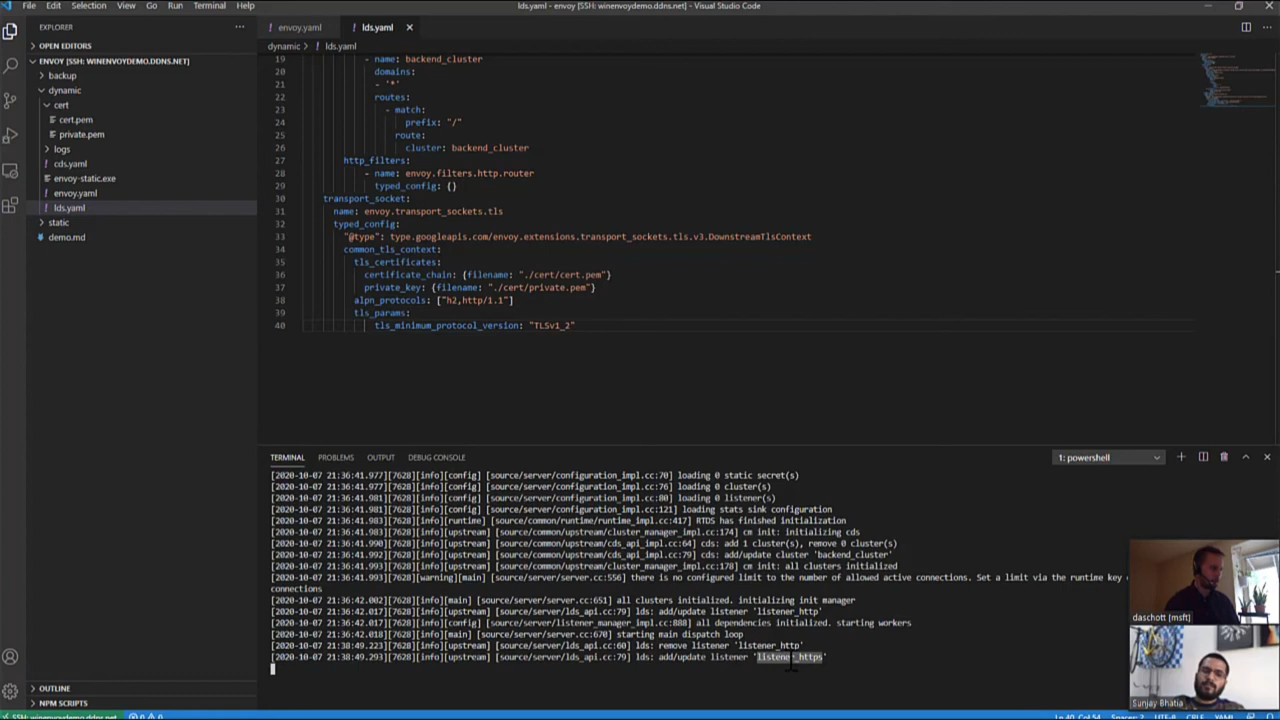 File Edit Selection View Go Run Terminal Help
lds.yaml - envoy [SSH: winenvoydemo.ddns.net] - Visual Studio Code
EXPLORER
OPEN EDITORS
ENVOY [SSH: WINENVOYDEMO.DDNS.NET]
backup
dynamic
cert
cert.pem
private.pem
logs
cds.yaml
envoy-static.exe
envoy.yaml
lds.yaml
static
demo.md
OUTLINE
NPM SCRIPTS
envoy.yaml
lds.yaml
dynamic > lds.yaml
19 - name: backend_cluster
20 domains:
21 - '*'
22 routes:
23 - match:
24 prefix: "/"
25 route:
26 cluster: backend_cluster
27 http_filters:
28 - name: envoy.filters.http.router
29 typed_config: {}
30 transport_socket:
31 name: envoy.transport_sockets.tls
32 typed_config:
33 "@type": type.googleapis.com/envoy.extensions.transport_sockets.tls.v3.DownstreamTlsContext
34 common_tls_context:
35 tls_certificates:
36 certificate_chain: {filename: "./cert/cert.pem"}
37 private_key: {filename: "./cert/private.pem"}
38 alpn_protocols: ["h2,http/1.1"]
39 tls_params:
40 tls_minimum_protocol_version: "TLSv1_2"
TERMINAL PROBLEMS OUTPUT DEBUG CONSOLE
1: powershell
[2020-10-07 21:36:41.977][7628][info][config] [source/server/configuration_impl.cc:70] loading 0 static secret(s)
[2020-10-07 21:36:41.977][7628][info][config] [source/server/configuration_impl.cc:76] loading 0 cluster(s)
[2020-10-07 21:36:41.981][7628][info][config] [source/server/configuration_impl.cc:80] loading 0 listener(s)
[2020-10-07 21:36:41.981][7628][info][config] [source/server/configuration_impl.cc:121] loading stats sink configuration
[2020-10-07 21:36:41.983][7628][info][runtime] [source/common/runtime/runtime_impl.cc:417] RTDS has finished initialization
[2020-10-07 21:36:41.983][7628][info][upstream] [source/common/upstream/cluster_manager_impl.cc:174] cm init: initializing cds
[2020-10-07 21:36:41.990][7628][info][upstream] [source/common/upstream/cds_api_impl.cc:64] cds: add 1 cluster(s), remove 0 cluster(s)
[2020-10-07 21:36:41.992][7628][info][upstream] [source/common/upstream/cds_api_impl.cc:79] cds: add/update cluster 'backend_cluster'
[2020-10-07 21:36:41.993][7628][info][upstream] [source/common/upstream/cluster_manager_impl.cc:178] cm init: all clusters initialized
[2020-10-07 21:36:41.993][7628][warning][main] [source/server/server.cc:556] there is no configured limit to the number of allowed active connections. Set a limit via the runtime key
connections
[2020-10-07 21:36:42.002][7628][info][main] [source/server/server.cc:651] all clusters initialized. initializing init manager
[2020-10-07 21:36:42.017][7628][info][upstream] [source/server/lds_api.cc:79] lds: add/update listener 'listener_http'
[2020-10-07 21:36:42.017][7628][info][config] [source/server/listener_manager_impl.cc:888] all dependencies initialized. starting workers
[2020-10-07 21:36:42.018][7628][info][main] [source/server/server.cc:670] starting main dispatch loop
[2020-10-07 21:38:49.223][7628][info][upstream] [source/server/lds_api.cc:60] lds: remove listener 'listener_http'
[2020-10-07 21:38:49.293][7628][info][upstream] [source/server/lds_api.cc:79] lds: add/update listener 'listener_https'
daschott [msft]
Sunjay Bhatia
SSH: winenvoydemo.ddns.net 0 0 Ln 40, Col 54 Spaces: 2 UTF-8 CRLF YAML